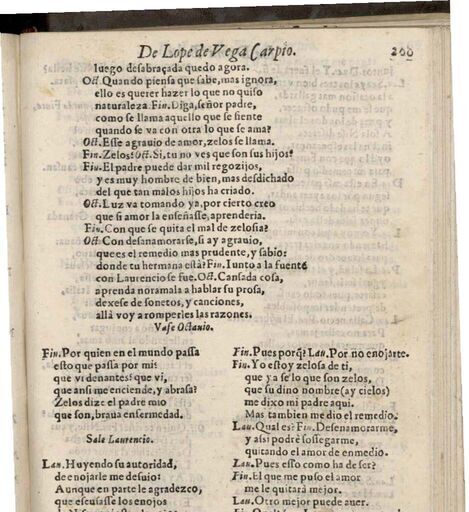 De Lope de Vega Carpio. 200
luego desabraçada quedo agora.
Oct. Quando piensa que sabe, mas ignora,
ello es querer hazer lo que no quiso
naturaleza. Fin. Diga, señor padre,
como se llama aquello que se siente
quando se va con otra lo que se ama?
Oct. Esse agrauio de amor, zelos se llama.
Fin. Zelos? Oct. Si, tu no ves que son sus hijos?
Fin. El padre puede dar mil regozijos,
y es muy hombre de bien, mas desdichado
del que tan malos hijos ha criado.
Oct. Luz va tomando ya, por cierto creo
que si amor la enseñasse, aprenderia.
Fin. Con que se quita el mal de zelosia?
Oct. Con desanamorarse, si ay agrauio,
que es el remedio mas prudente, y sabio:
donde tu hermana está? Fin. Iunto a la fuente
con Laurencio se fue. Oct. Cansada cosa,
aprenda noramala a hablar su prosa,
dexese de sonetos, y canciones,
allà voy a romperles las razones.
Vase Octauio.
Fin. Por quien en el mundo passa
esto que passa por mi:
que vi denantes? que vi,
que ansi me enciende, y abrasa?
Zelos dize el padre mio
que son, braua enfermedad.
Sale Laurencio.
Lau. Huyendo su autoridad,
de enojarle me desuio:
Aunque en parte le agradezco,
que escusasse los enojos
Fin. Pues porq̃? Lau. Por no enojarte.
Fin. Yo estoy zelosa de ti,
que ya se lo que son zelos,
que su dino nombre (ay cielos)
me dixo mi padre aqui.
Mas tambien me dio el remedio.
Lau. Qual es? Fin. Desenamorarme,
y assi podrè sossegarme,
quitando el amor de enmedio.
Lau. Pues esso como ha de ser?
Fin. El que me puso el amor
me le quitarà mejor.
Lau. Otro mejor puede auer.